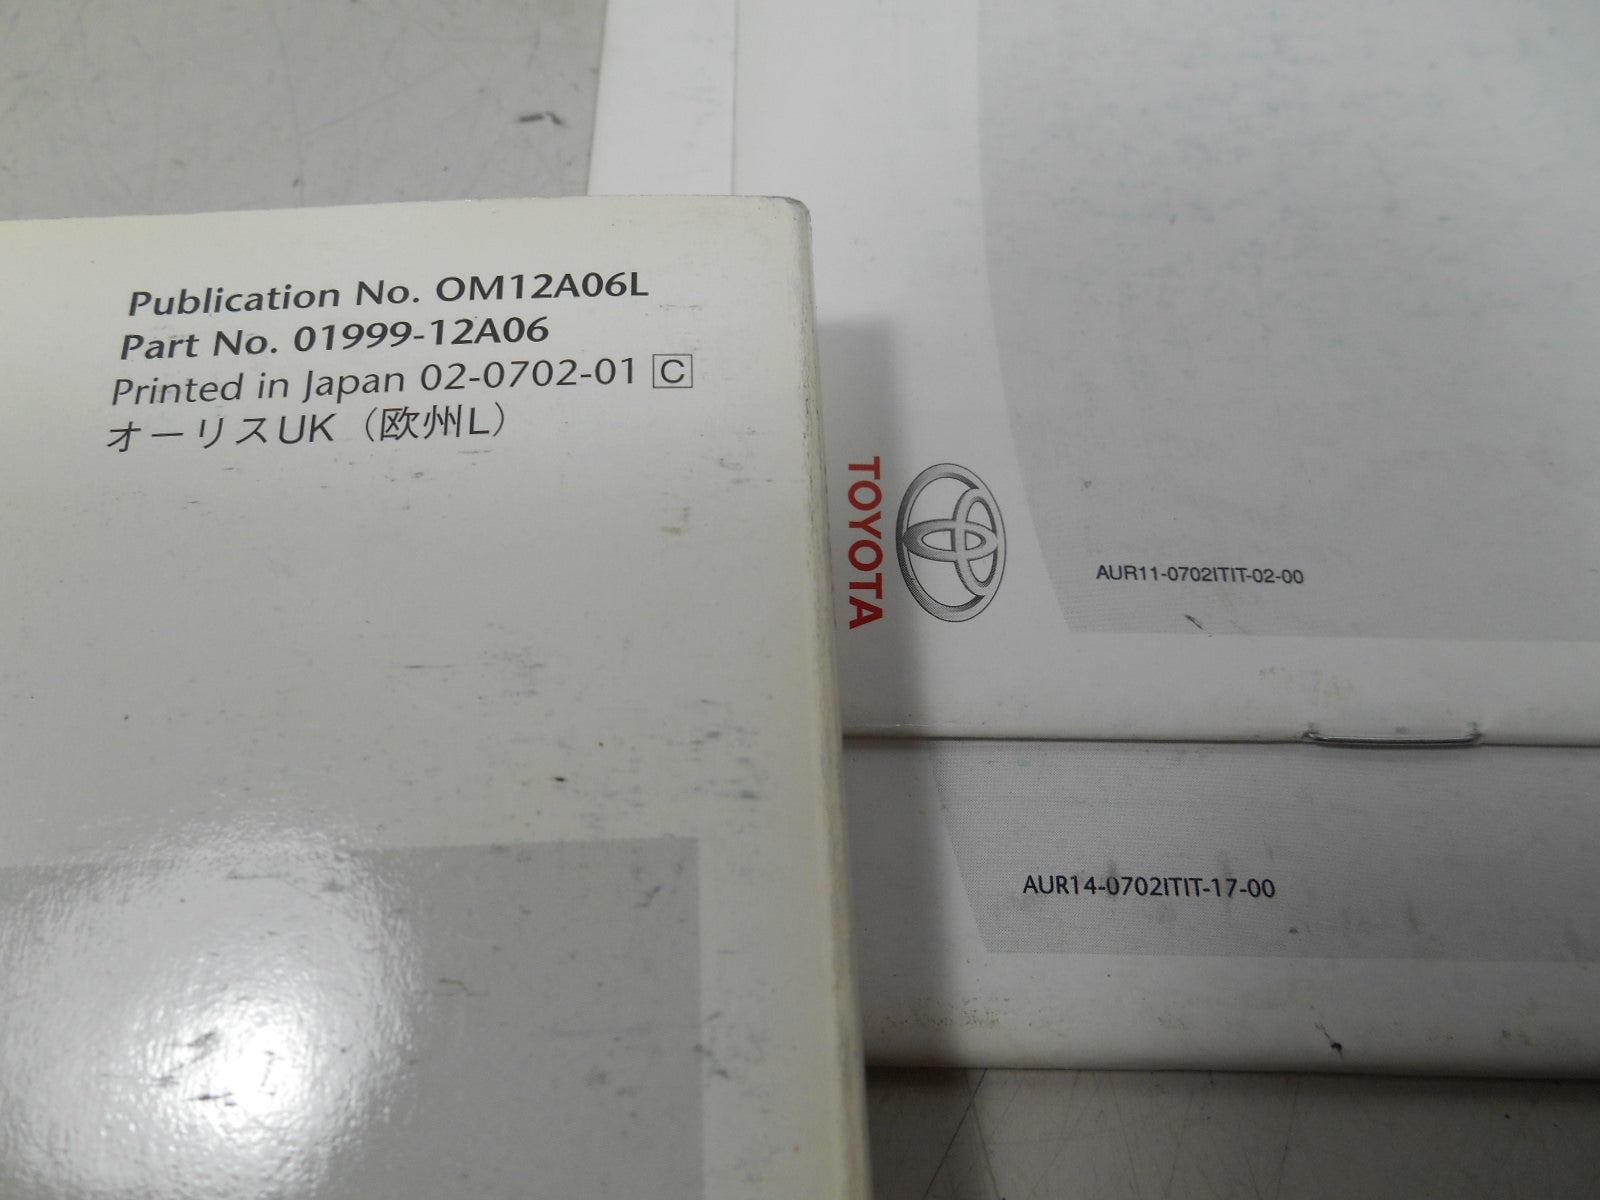 Publication No. OM12A06L
Part No. 01999-12A06
Printed in Japan 02-0702-01 C
オーリスUK（欧州L）
TOYOTA
AUR11-0702ITIT-02-00
AUR14-0702ITIT-17-00